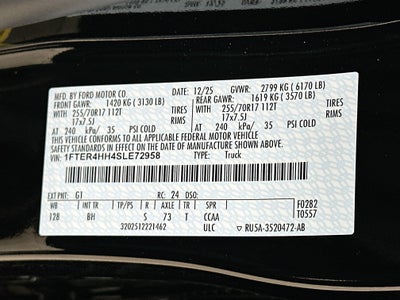 MFD. BY FORD MOTOR CO. 12/25 GVWR: 2799 KG ( 6170 LB)
FRONT GAWR: 1420 KG ( 3130 LB) REAR GAWR: 1619 KG ( 3570 LB)
WITH WITH
255/70R17 112T 255/70R17 112T
17x7.5J 17x7.5J
AT 240 kPa/ 35 PSI COLD AT 240 kPa/ 35 PSI COLD
THIS VEHICLE CONFORMS TO ALL APPLICABLE FEDERAL MOTOR VEHICLE SAFETY STANDARDS IN EFFECT ON THE
DATE OF MANUFACTURE SHOWN ABOVE.
VIN: 1FTER4HH4SLE72958 TYPE: Truck
EXT PNT: G1 RC: 24 DSO: F0282
WB INT TR TP/PS R AXLE TR SPR T0557
128 BH S 73 T CCAA
3202512221462 ULC RU5A-3520472-AB